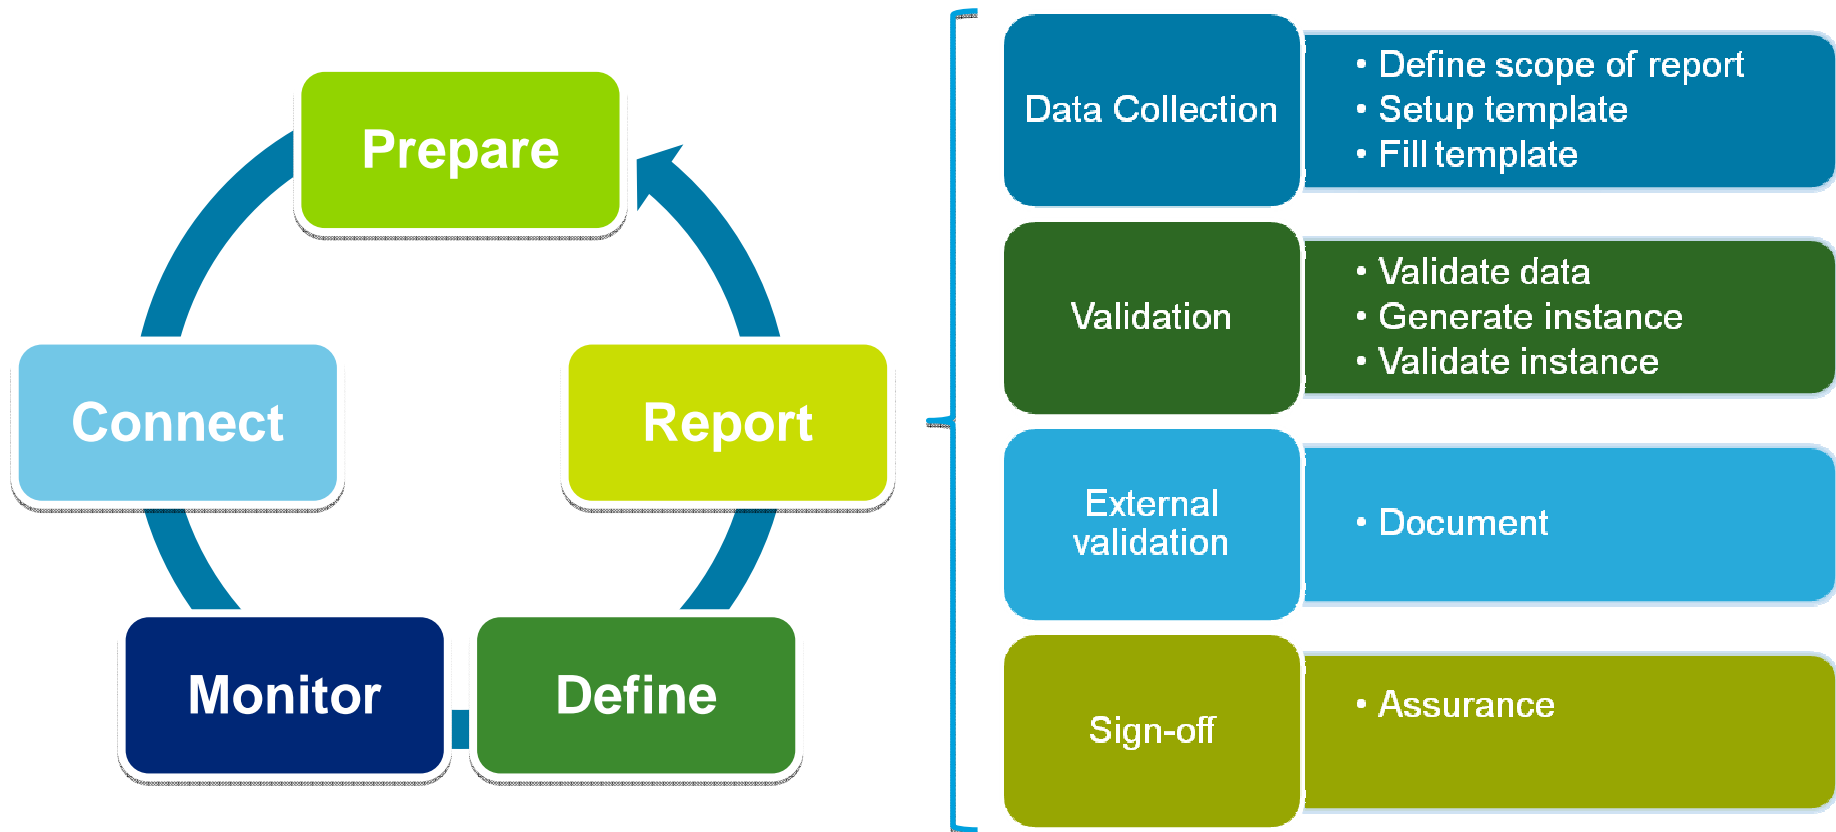 Prepare
Connect
Report
Monitor
Define
Data Collection
• Define scope of report
• Setup template
• Fill template
Validation
• Validate data
• Generate instance
• Validate instance
External
validation
• Document
Sign-off
• Assurance